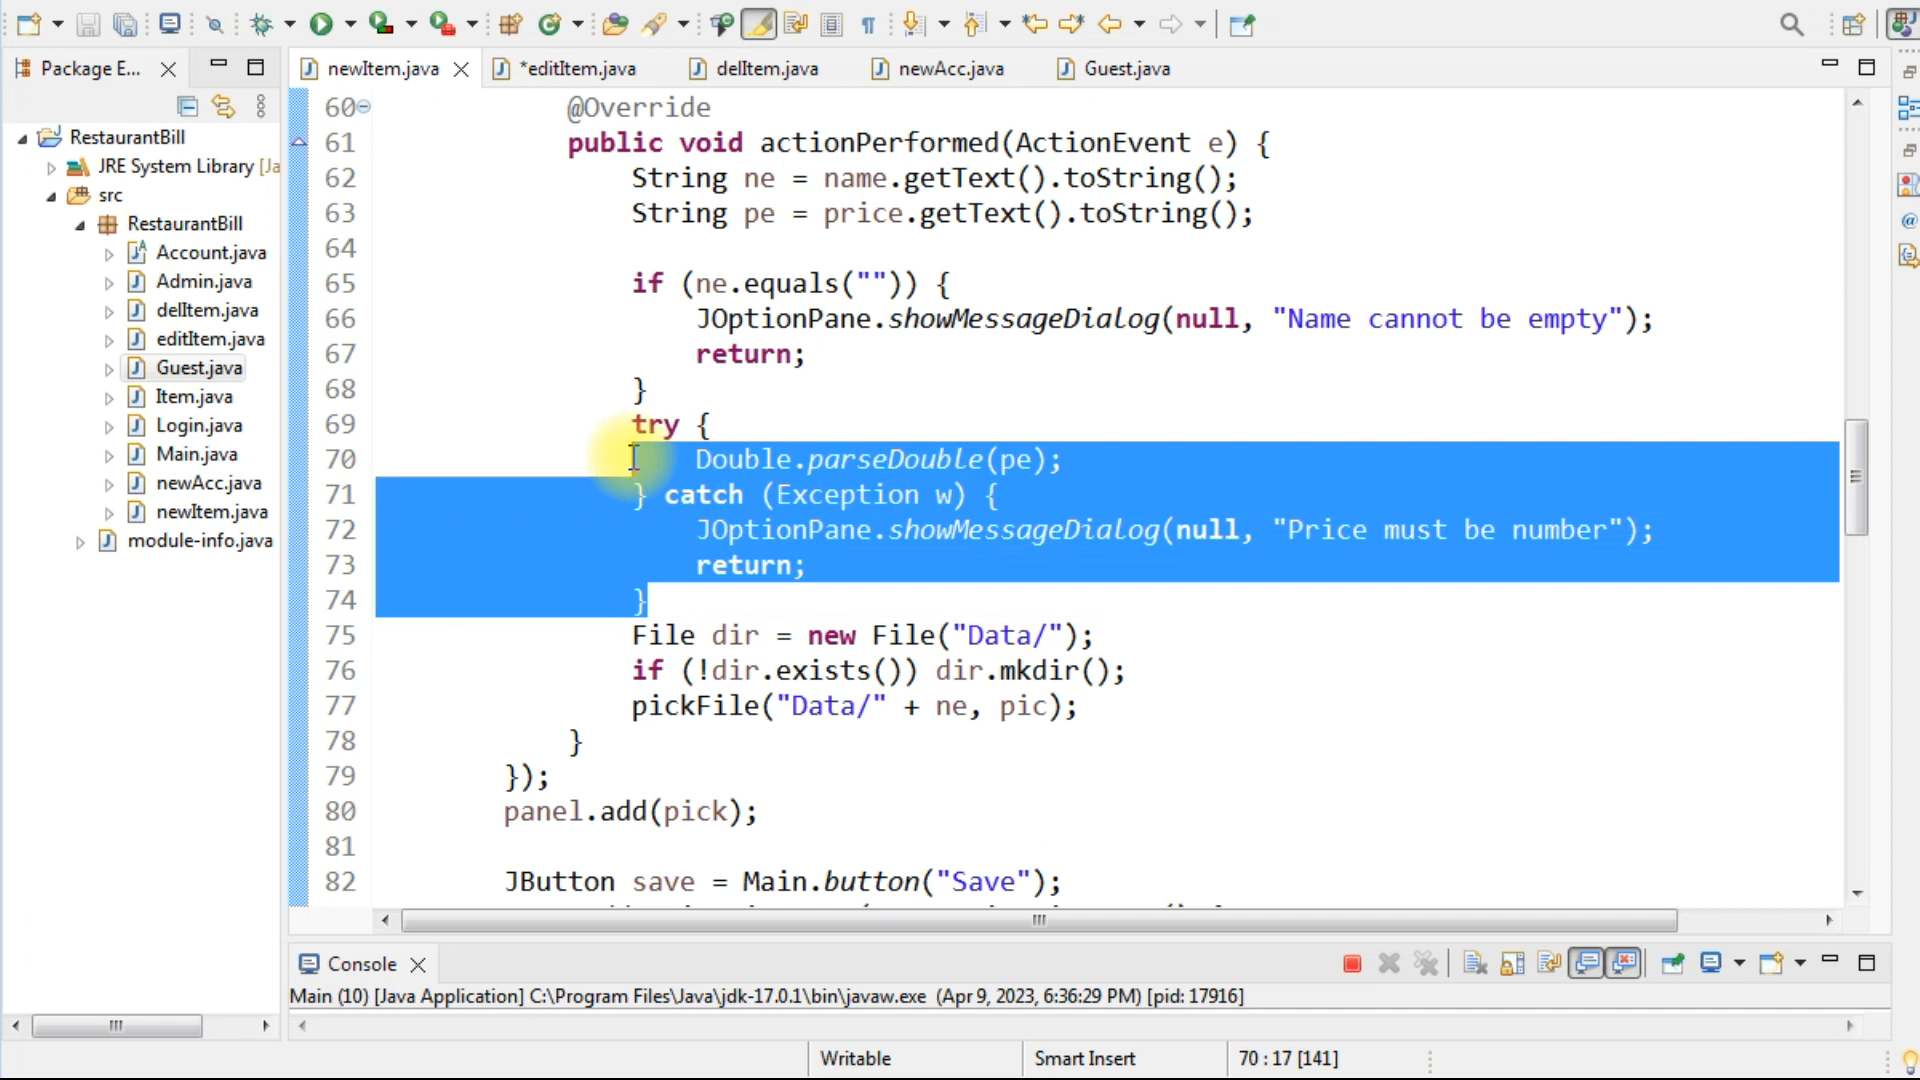 Package E...
newItem.java
*editItem.java
delItem.java
newAcc.java
Guest.java
RestaurantBill
JRE System Library [Ja
src
RestaurantBill
Account.java
Admin.java
delItem.java
editItem.java
Guest.java
Item.java
Login.java
Main.java
newAcc.java
newItem.java
module-info.java
60 @Override
61 public void actionPerformed(ActionEvent e) {
62 String ne = name.getText().toString();
63 String pe = price.getText().toString();
64
65 if (ne.equals("")) {
66 JOptionPane.showMessageDialog(null, "Name cannot be empty");
67 return;
68 }
69 try {
70 Double.parseDouble(pe);
71 } catch (Exception w) {
72 JOptionPane.showMessageDialog(null, "Price must be number");
73 return;
74 }
75 File dir = new File("Data/");
76 if (!dir.exists()) dir.mkdir();
77 pickFile("Data/" + ne, pic);
78 }
79 });
80 panel.add(pick);
81
82 JButton save = Main.button("Save");
Console
Main (10) [Java Application] C:\Program Files\Java\jdk-17.0.1\bin\javaw.exe (Apr 9, 2023, 6:36:29 PM) [pid: 17916]
Writable
Smart Insert
70 : 17 [141]